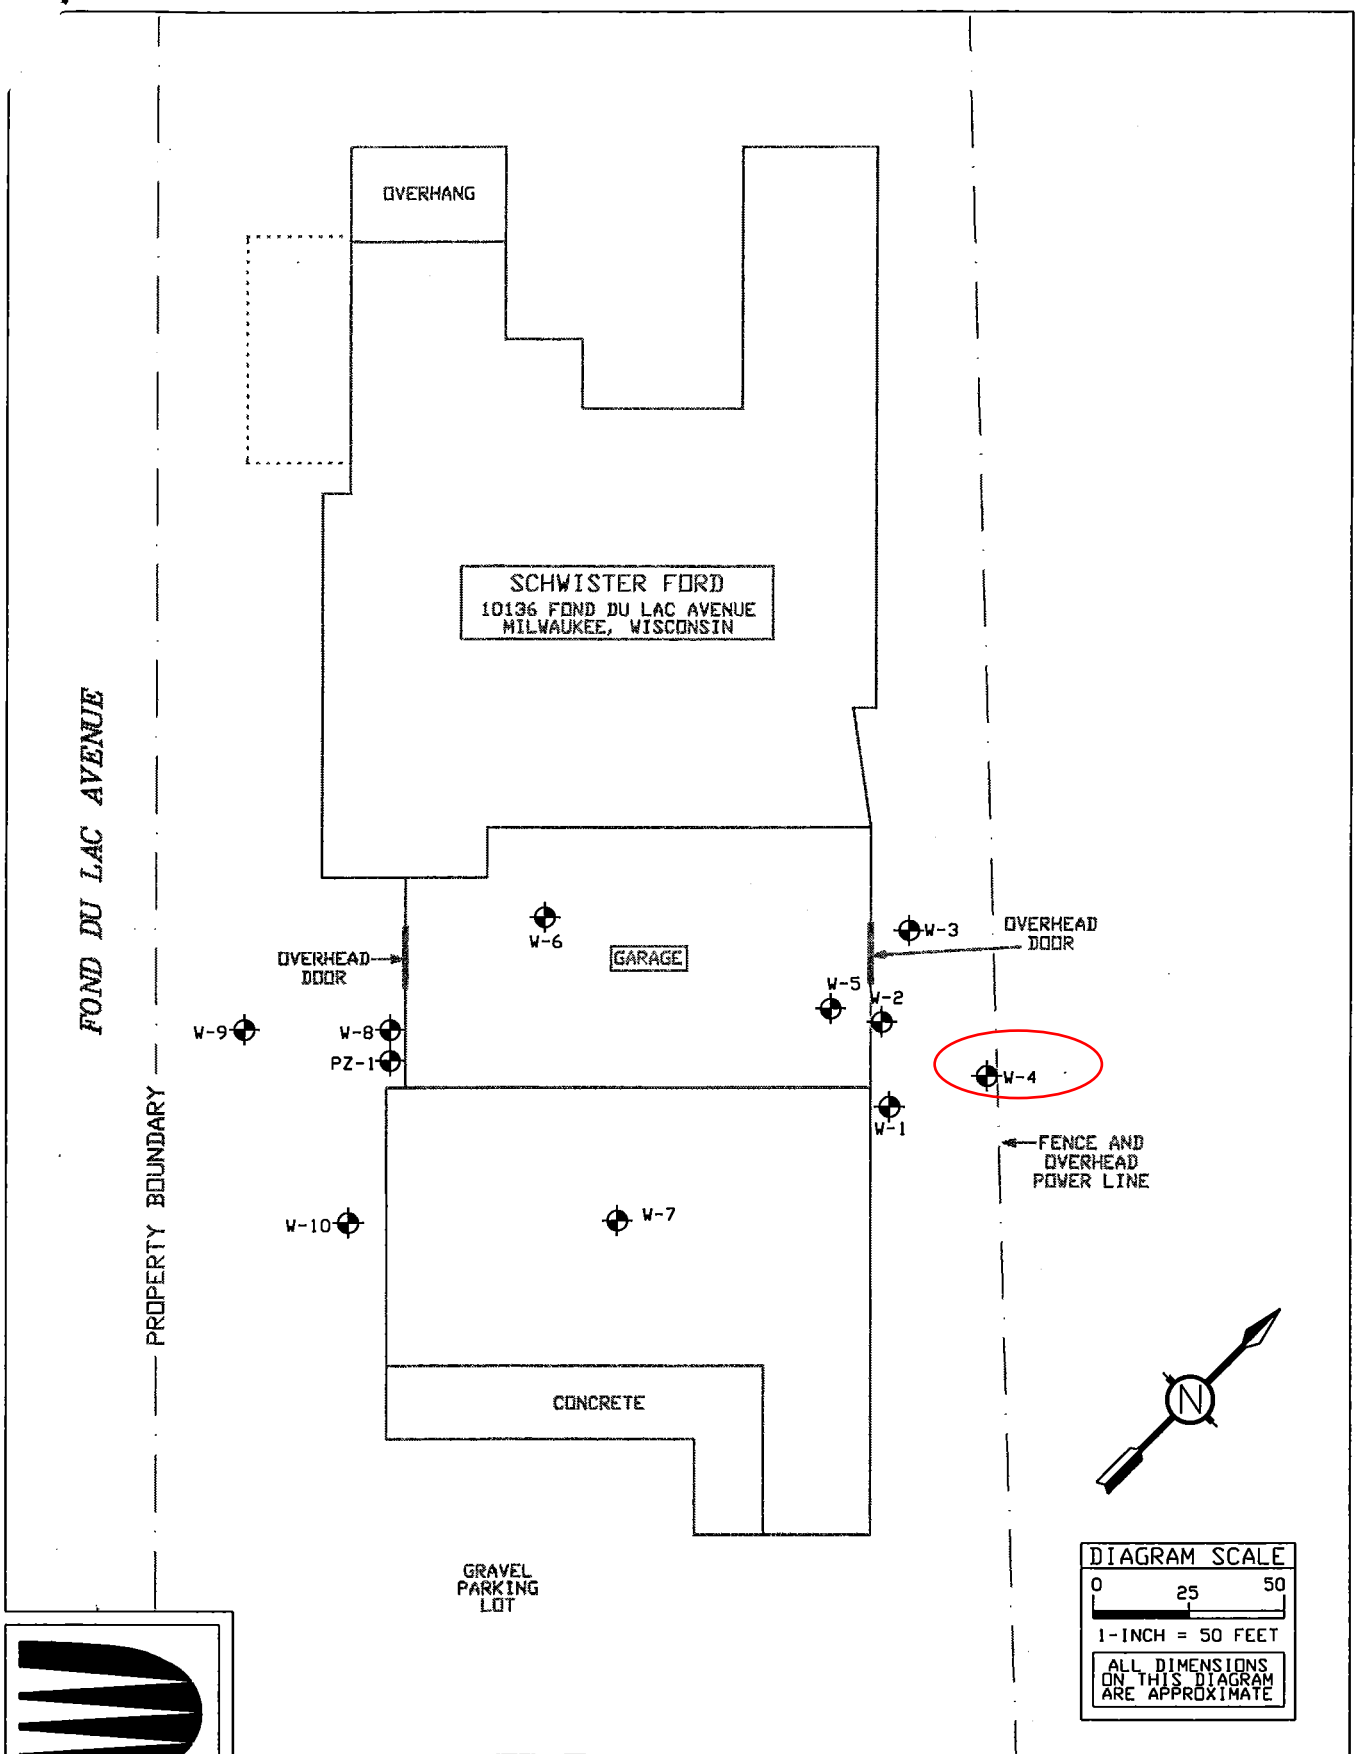 OVERHANG
SCHWISTER FORD
10136 FOND DU LAC AVENUE
MILWAUKEE, WISCONSIN
FOND DU LAC AVENUE
W-6
GARAGE
OVERHEAD
DOOR
W-3
OVERHEAD
DOOR
W-5
W-2
W-9
W-8
PZ-1
W-4
W-1
PROPERTY BOUNDARY
FENCE AND
OVERHEAD
POWER LINE
W-10
W-7
CONCRETE
N
GRAVEL
PARKING
LOT
DIAGRAM SCALE
0 25 50
1-INCH = 50 FEET
ALL DIMENSIONS
ON THIS DIAGRAM
ARE APPROXIMATE